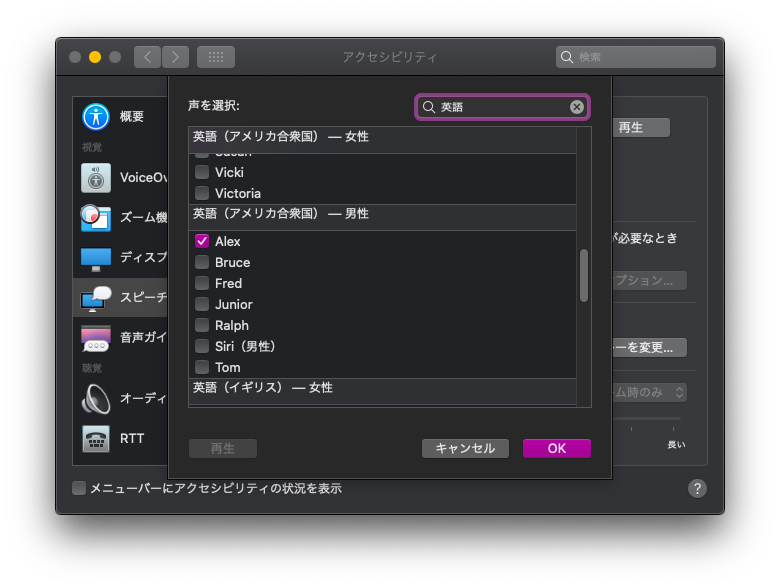 アクセシビリティ
検索
概要
視覚
VoiceOv
ズーム機
ディスプ
スピーチ
音声ガイ
聴覚
オーディ
RTT
声を選択:
英語
英語（アメリカ合衆国） — 女性
Susan
Vicki
Victoria
英語（アメリカ合衆国） — 男性
Alex
Bruce
Fred
Junior
Ralph
Siri（男性）
Tom
英語（イギリス） — 女性
再生
キャンセル
OK
再生
が必要なとき
プション...
ーを変更...
ム時のみ
長い
メニューバーにアクセシビリティの状況を表示
?